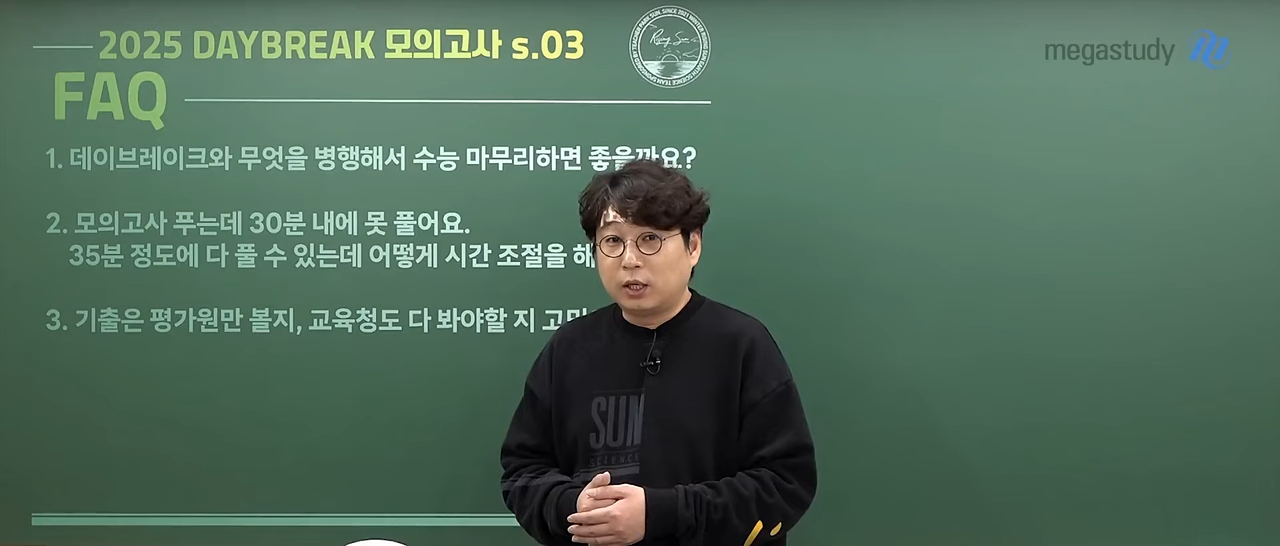 2025 DAYBREAK 모의고사 s.03
FAQ
megastudy
1. 데이브레이크와 무엇을 병행해서 수능 마무리하면 좋을까요?
2. 모의고사 푸는데 30분 내에 못 풀어요.
35분 정도에 다 풀 수 있는데 어떻게 시간 조절을 해
3. 기출은 평가원만 볼지, 교육청도 다 봐야할 지
SUN
SCIENCE